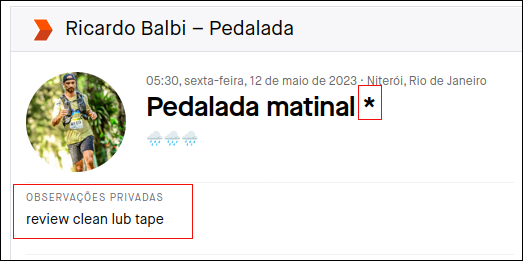 Ricardo Balbi – Pedalada
05:30, sexta-feira, 12 de maio de 2023 · Niterói, Rio de Janeiro
Pedalada matinal *
🌧️🌧️🌧️
OBSERVAÇÕES PRIVADAS
review clean lub tape